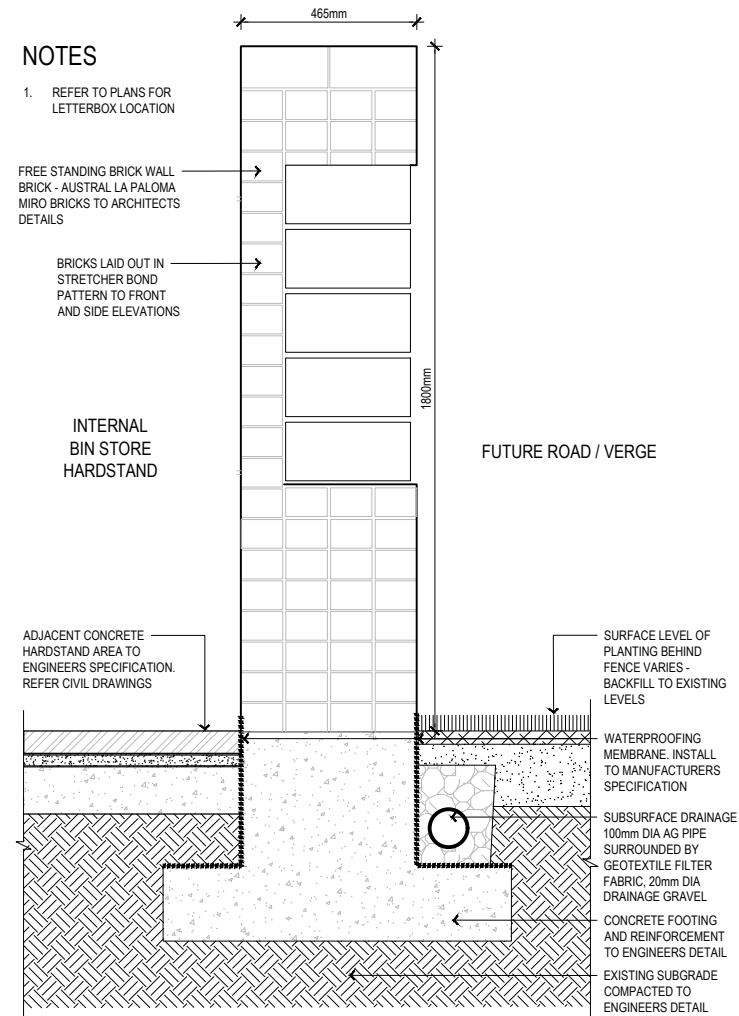 465mm
NOTES
1. REFER TO PLANS FOR
LETTERBOX LOCATION
FREE STANDING BRICK WALL
BRICK - AUSTRAL LA PALOMA
MIRO BRICKS TO ARCHITECTS
DETAILS
BRICKS LAID OUT IN
STRETCHER BOND
PATTERN TO FRONT
AND SIDE ELEVATIONS
1800mm
INTERNAL
BIN STORE
HARDSTAND
FUTURE ROAD / VERGE
ADJACENT CONCRETE
HARDSTAND AREA TO
ENGINEERS SPECIFICATION.
REFER CIVIL DRAWINGS
SURFACE LEVEL OF
PLANTING BEHIND
FENCE VARIES -
BACKFILL TO EXISTING
LEVELS
WATERPROOFING
MEMBRANE. INSTALL
TO MANUFACTURERS
SPECIFICATION
SUBSURFACE DRAINAGE
100mm DIA AG PIPE
SURROUNDED BY
GEOTEXTILE FILTER
FABRIC, 20mm DIA
DRAINAGE GRAVEL
CONCRETE FOOTING
AND REINFORCEMENT
TO ENGINEERS DETAIL
EXISTING SUBGRADE
COMPACTED TO
ENGINEERS DETAIL